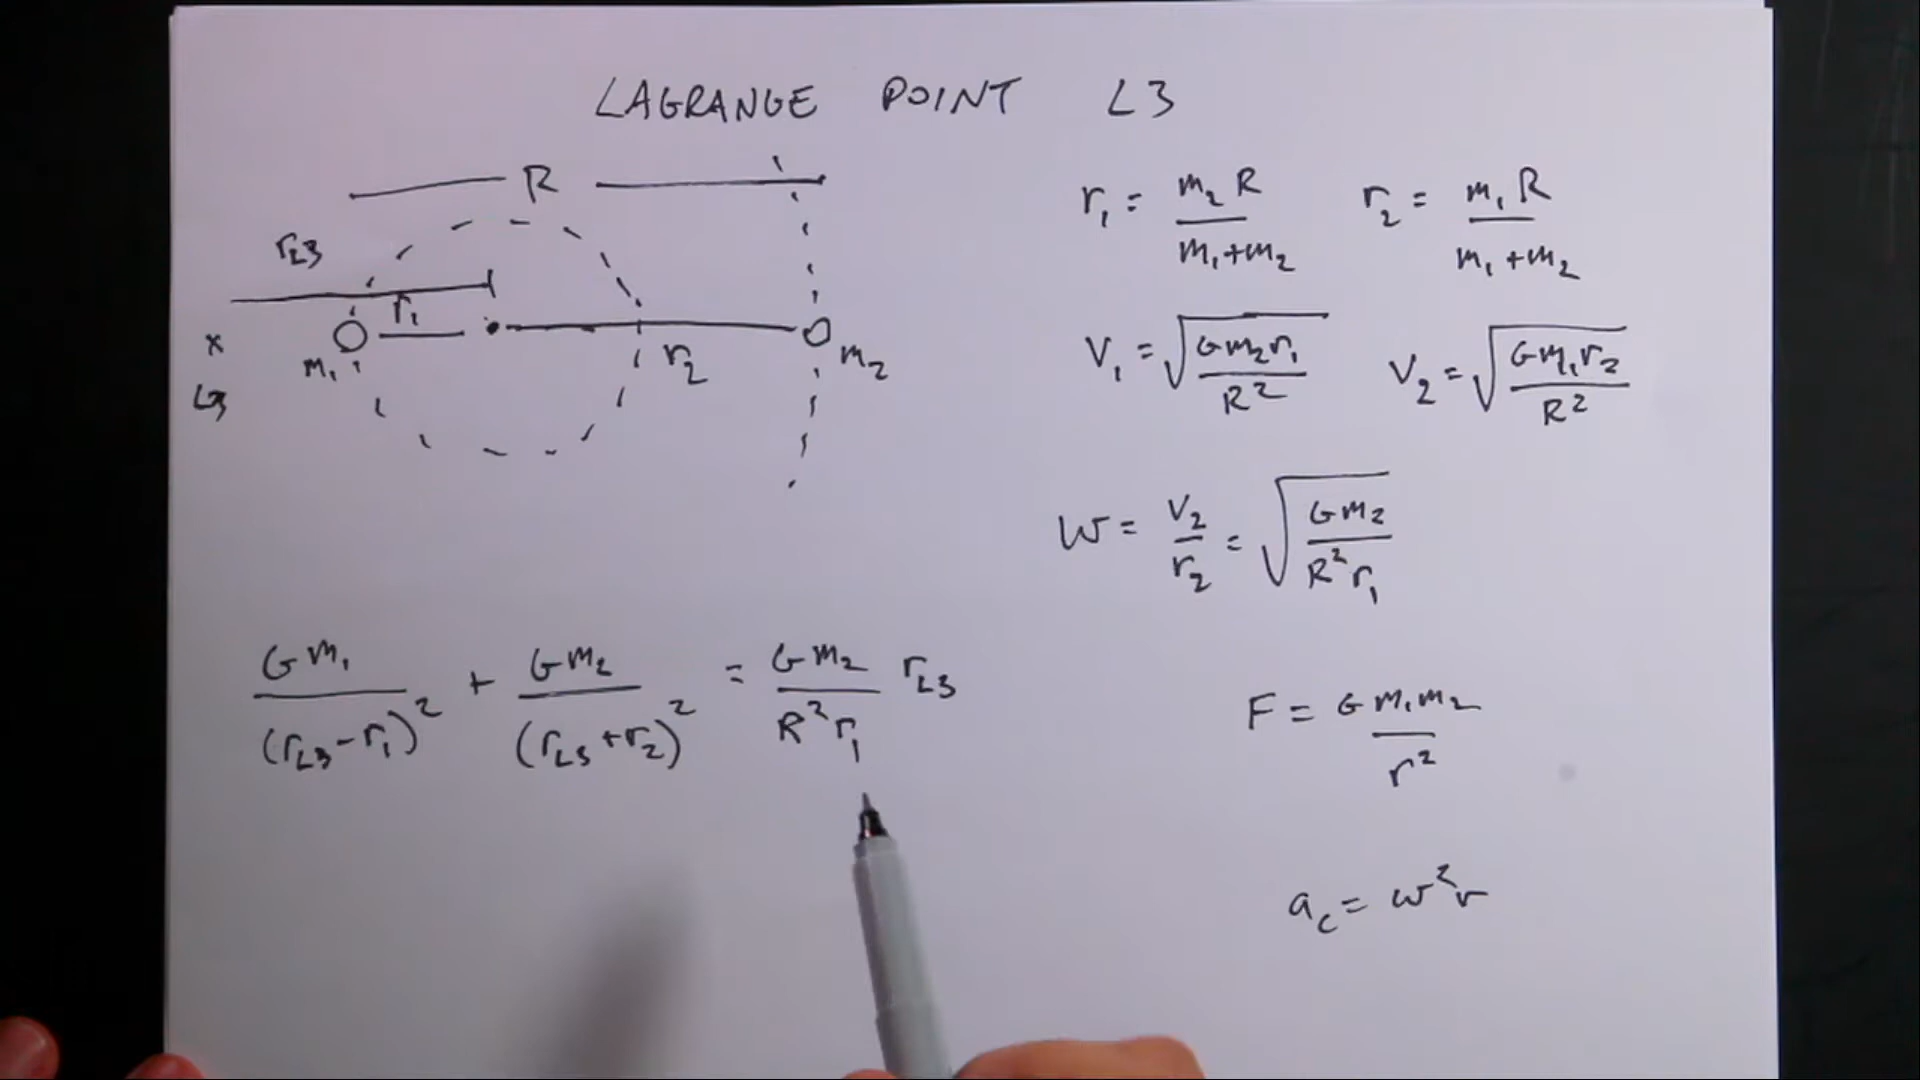 LAGRANGE POINT L3
R
r_L3
r_1
x
m_1
r_2
m_2
L3
r_1 = m_2 R / (m_1 + m_2)
r_2 = m_1 R / (m_1 + m_2)
V_1 = √(G m_2 r_1 / R^2)
V_2 = √(G m_1 r_2 / R^2)
W = V_2 / r_2 = √(G m_2 / (R^2 r_1))
G m_1 / (r_L3 - r_1)^2 + G m_2 / (r_L3 + r_2)^2 = G m_2 / (R^2 r_1) r_L3
F = G m_1 m_2 / r^2
a_c = w^2 r